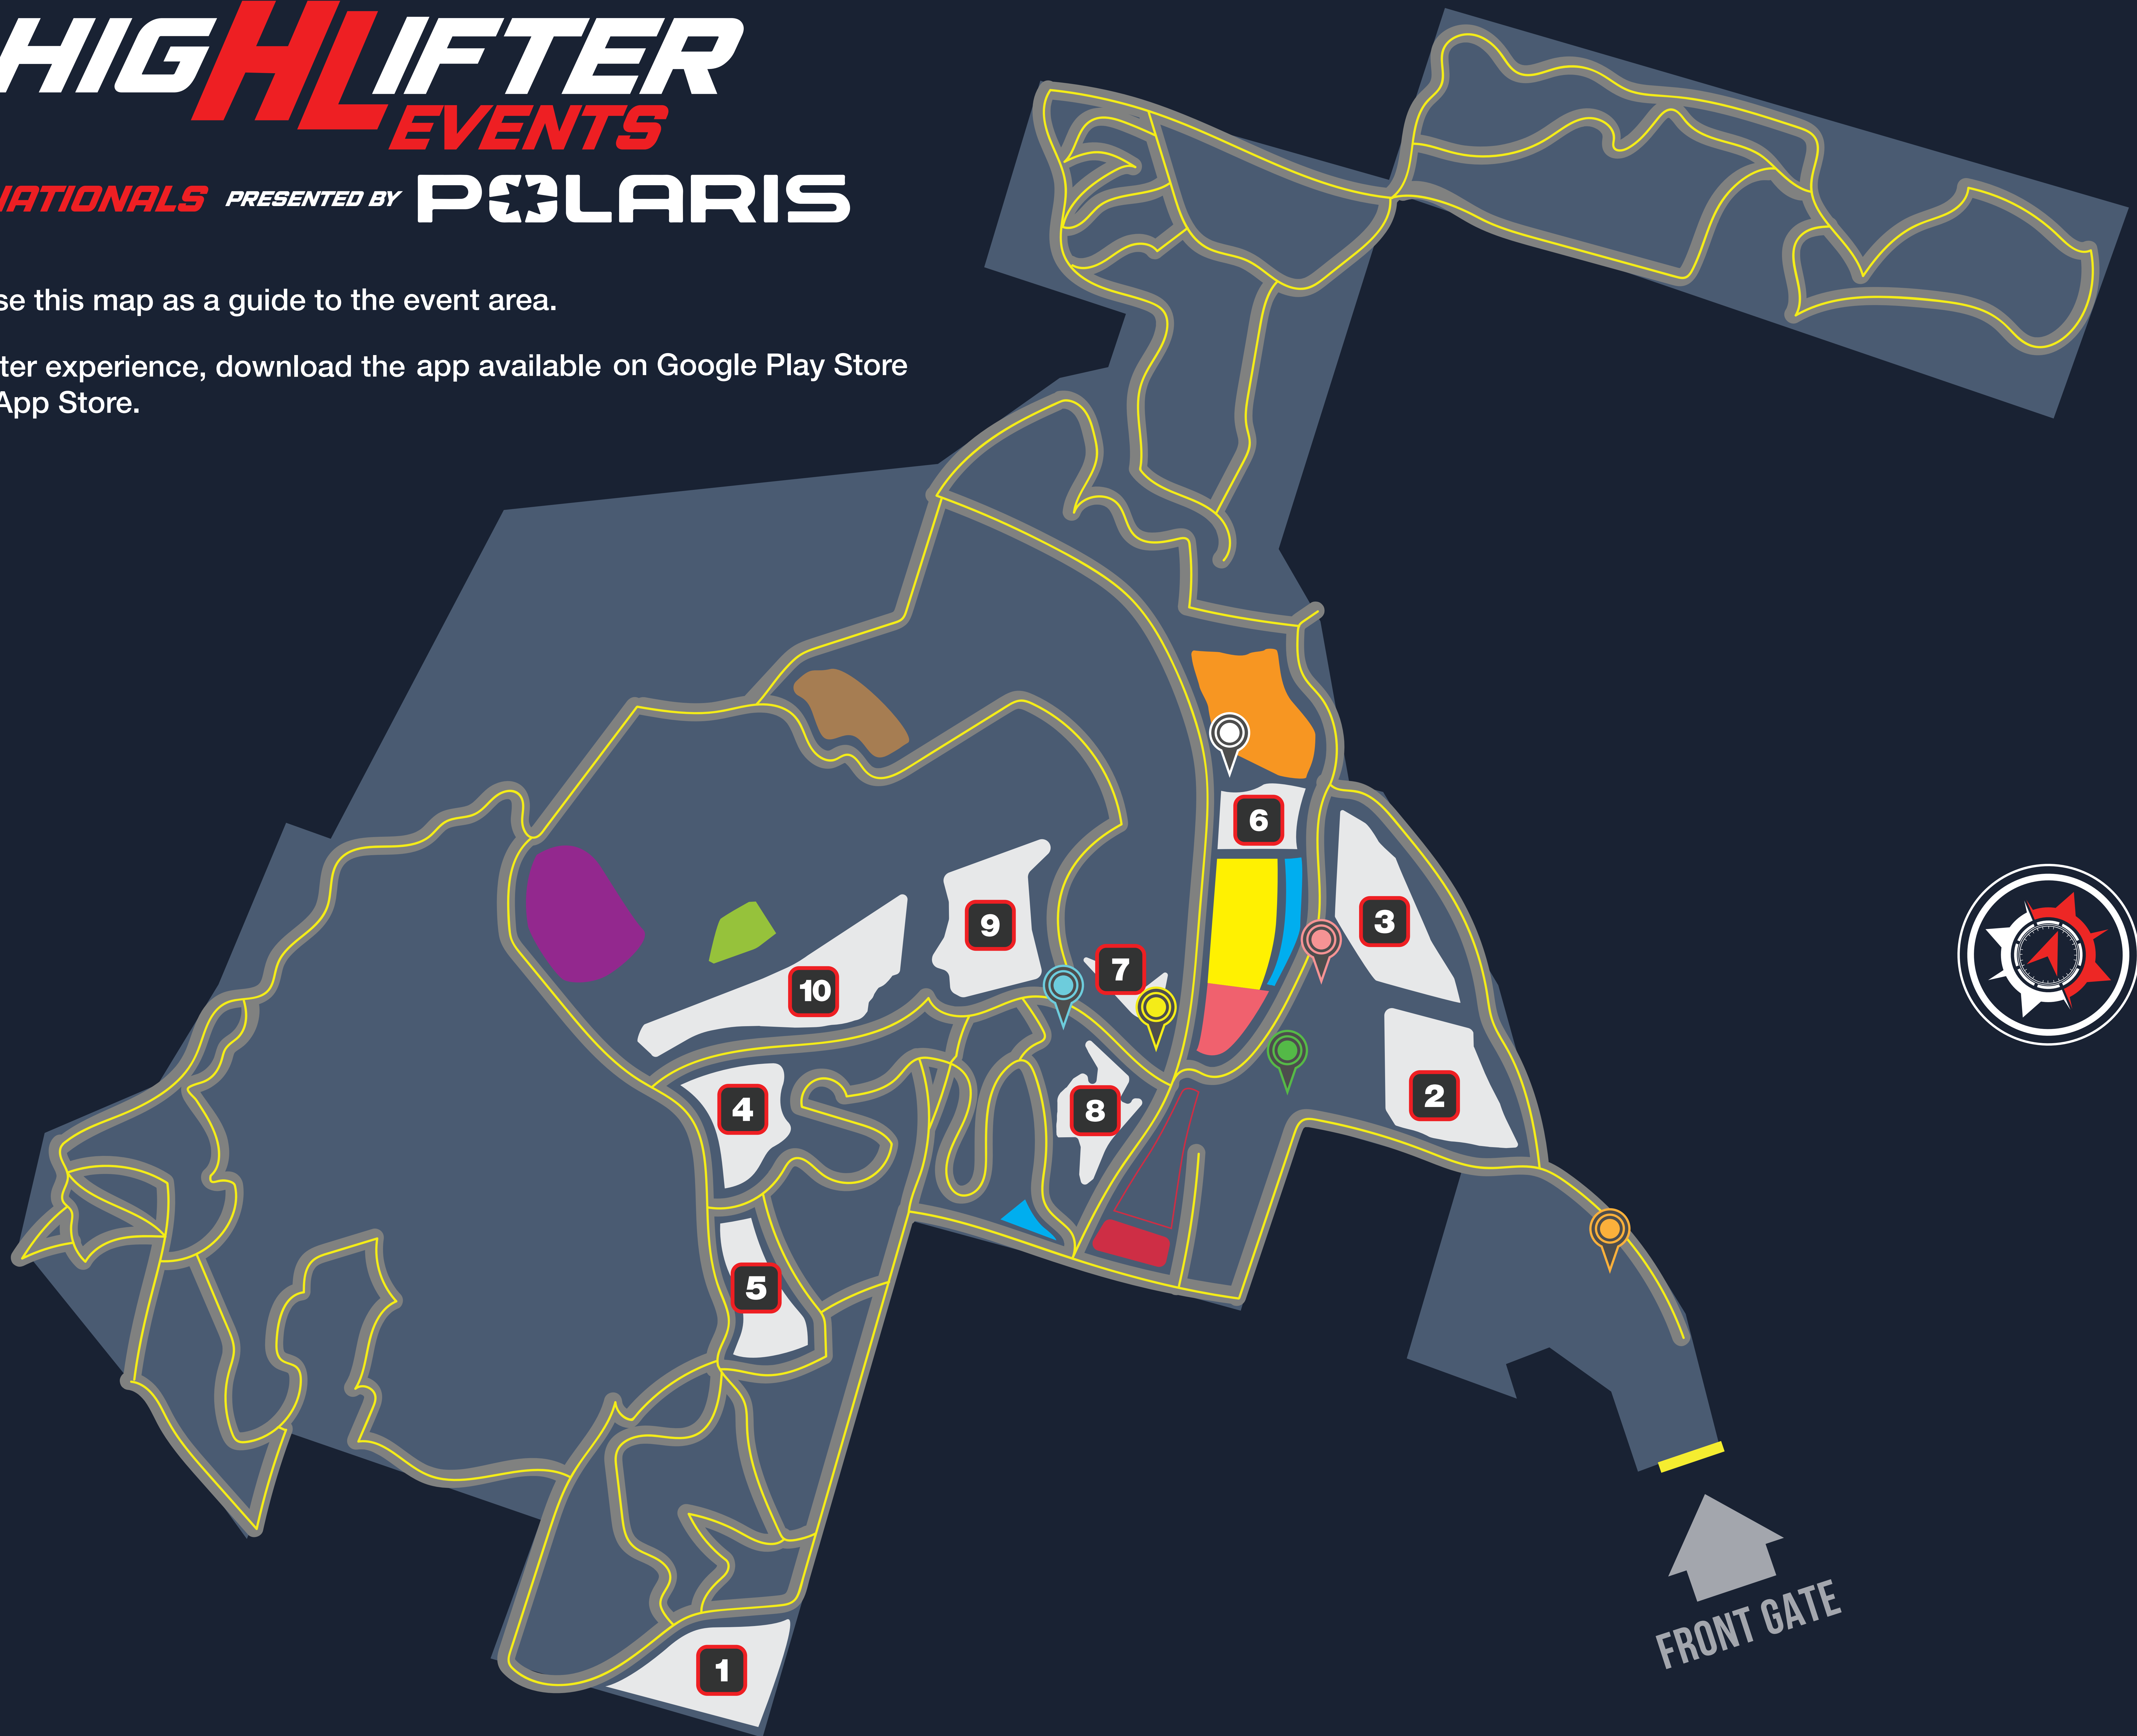 HIGHLIFTER
EVENTS
NATIONALS PRESENTED BY POLARIS
se this map as a guide to the event area.
ter experience, download the app available on Google Play Store
App Store.
6
3
9
7
10
2
4
8
5
1
FRONT GATE